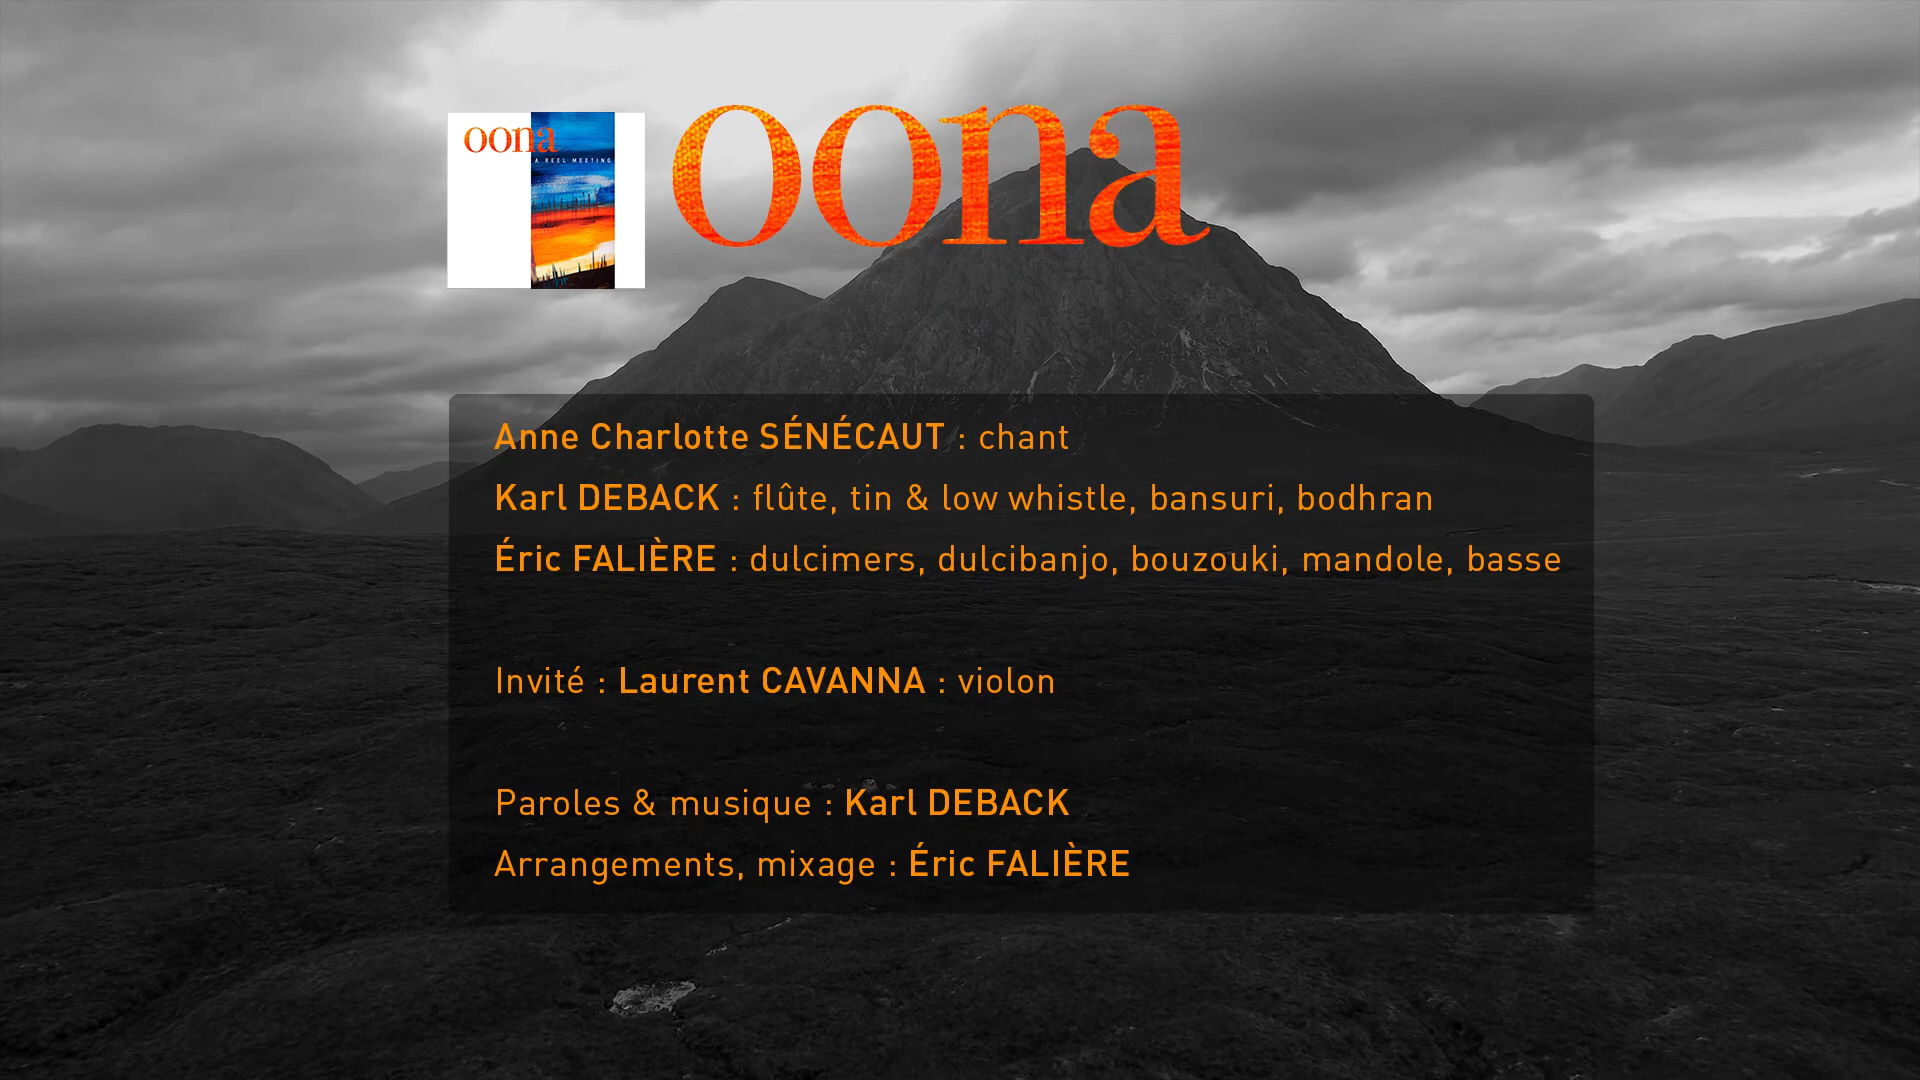 oona
A REEL MEETING
oona
Anne Charlotte SÉNÉCAUT : chant
Karl DEBACK : flûte, tin & low whistle, bansuri, bodhran
Éric FALIÈRE : dulcimers, dulcibanjo, bouzouki, mandole, basse
Invité : Laurent CAVANNA : violon
Paroles & musique : Karl DEBACK
Arrangements, mixage : Éric FALIÈRE